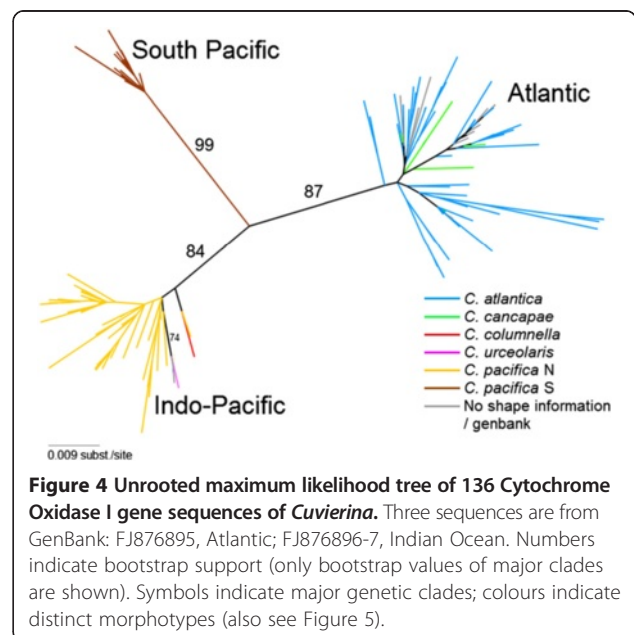 South Pacific
Atlantic
99
87
84
74
Indo-Pacific
C. atlantica
C. cancapae
C. columnella
C. urceolaris
C. pacifica N
C. pacifica S
No shape information
/ genbank
0.009 subst./site
Figure 4 Unrooted maximum likelihood tree of 136 Cytochrome
Oxidase I gene sequences of Cuvierina. Three sequences are from
GenBank: FJ876895, Atlantic; FJ876896-7, Indian Ocean. Numbers
indicate bootstrap support (only bootstrap values of major clades
are shown). Symbols indicate major genetic clades; colours indicate
distinct morphotypes (also see Figure 5).